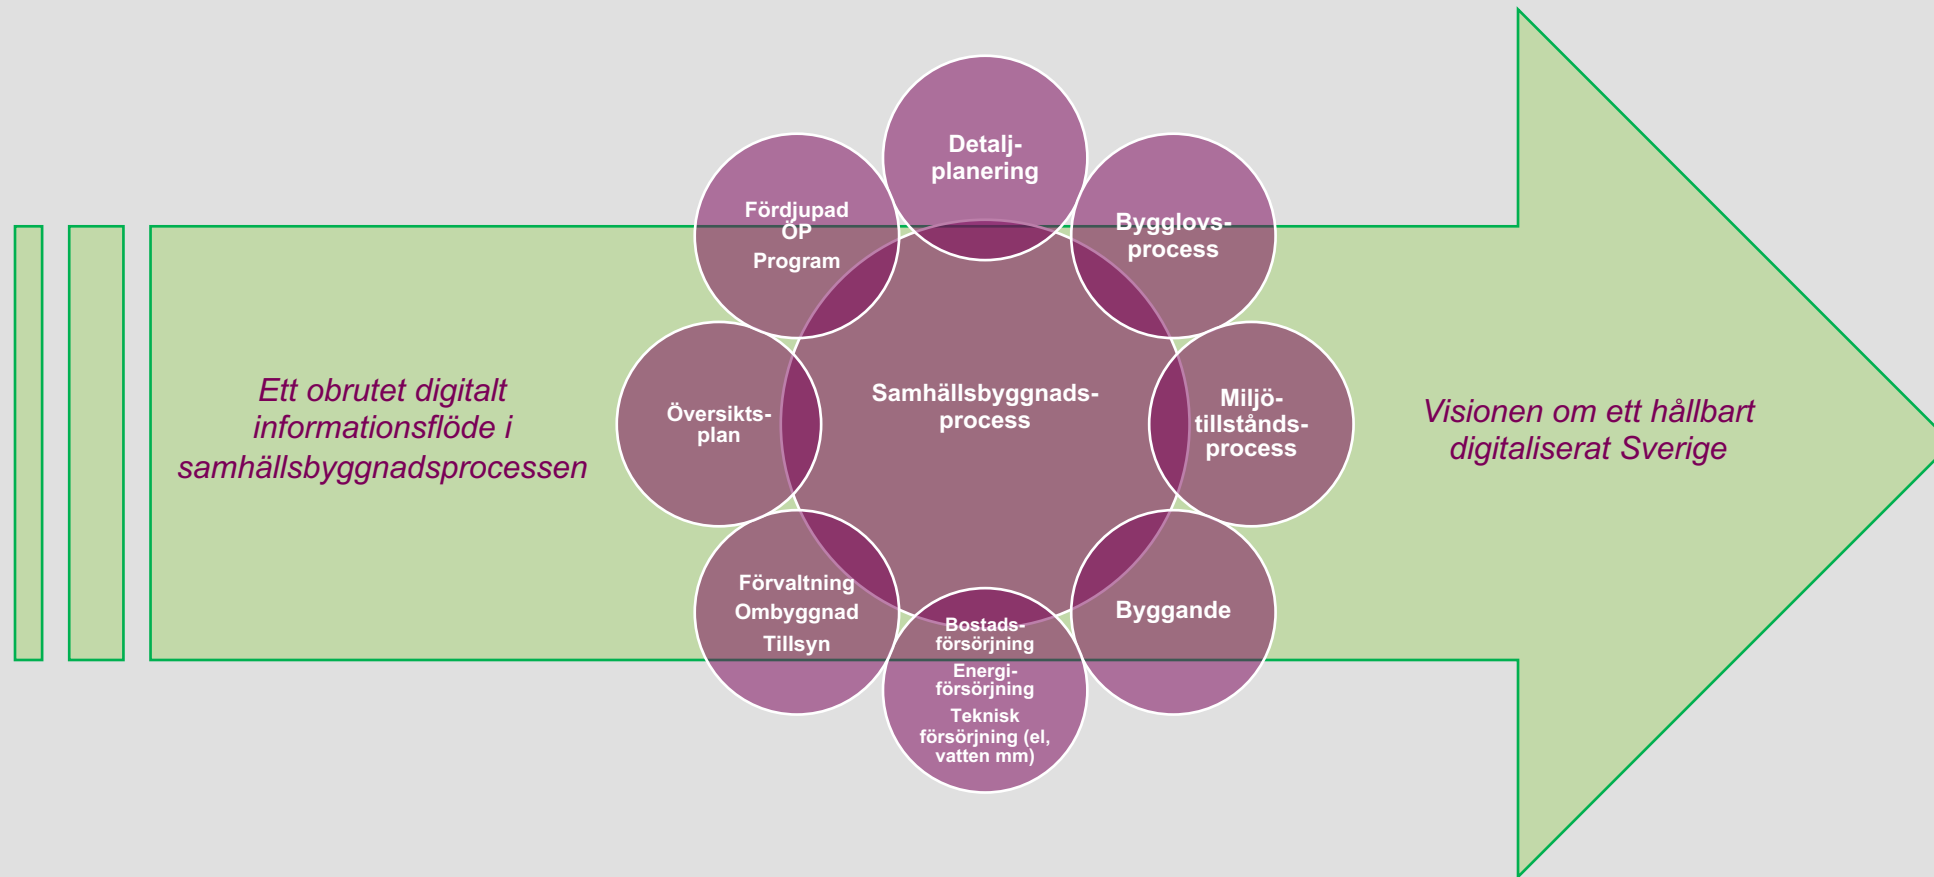 Ett obrutet digitalt
informationsflöde i
samhällsbyggnadsprocessen
Detalj-
planering
Fördjupad
ÖP
Program
Bygglovs-
process
Översikts-
plan
Samhällsbyggnads-
process
Miljö-
tillstånds-
process
Förvaltning
Ombyggnad
Tillsyn
Bostads-
försörjning
Energi-
försörjning
Teknisk
försörjning (el,
vatten mm)
Byggande
Visionen om ett hållbart
digitaliserat Sverige